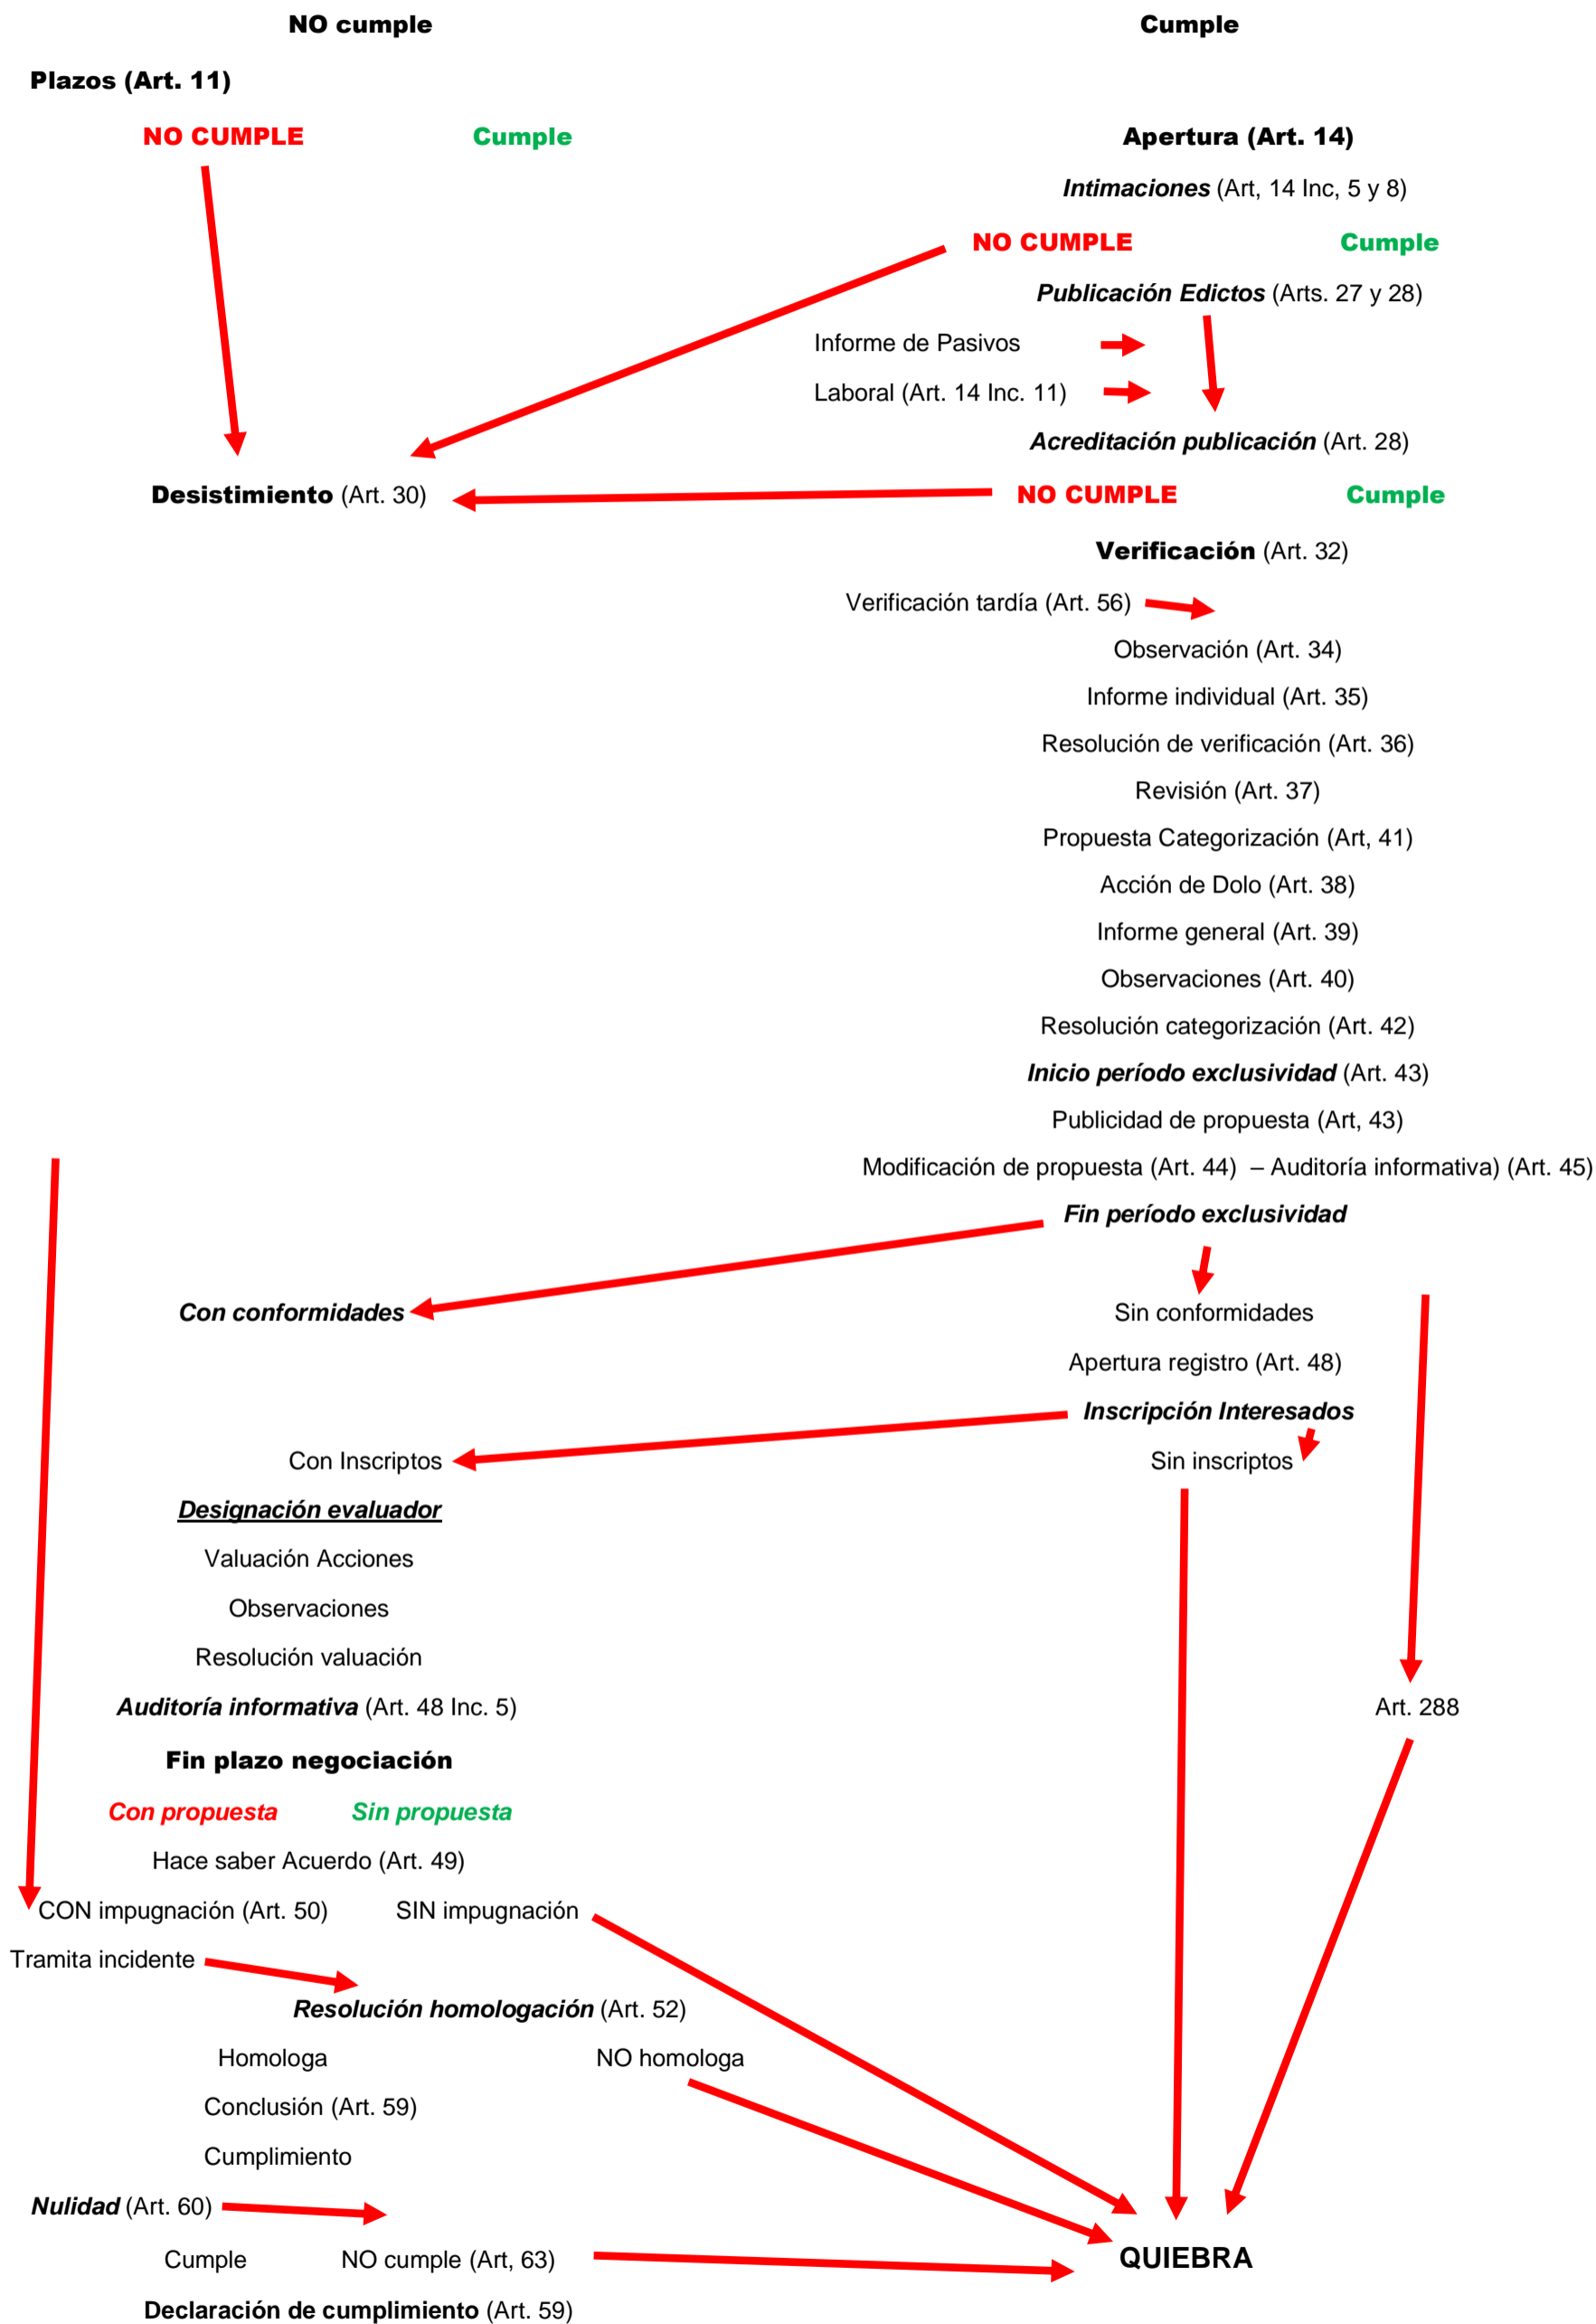 NO cumple Cumple
Plazos (Art. 11)
NO CUMPLE Cumple Apertura (Art. 14)
Intimaciones (Art, 14 Inc, 5 y 8)
NO CUMPLE Cumple
Publicación Edictos (Arts. 27 y 28)
Informe de Pasivos
Laboral (Art. 14 Inc. 11)
Acreditación publicación (Art. 28)
Desistimiento (Art. 30) NO CUMPLE Cumple
Verificación (Art. 32)
Verificación tardía (Art. 56)
Observación (Art. 34)
Informe individual (Art. 35)
Resolución de verificación (Art. 36)
Revisión (Art. 37)
Propuesta Categorización (Art, 41)
Acción de Dolo (Art. 38)
Informe general (Art. 39)
Observaciones (Art. 40)
Resolución categorización (Art. 42)
Inicio período exclusividad (Art. 43)
Publicidad de propuesta (Art, 43)
Modificación de propuesta (Art. 44) – Auditoría informativa) (Art. 45)
Fin período exclusividad
Con conformidades Sin conformidades
Apertura registro (Art. 48)
Inscripción Interesados
Con Inscriptos Sin inscriptos
Designación evaluador
Valuación Acciones
Observaciones
Resolución valuación
Auditoría informativa (Art. 48 Inc. 5) Art. 288
Fin plazo negociación
Con propuesta Sin propuesta
Hace saber Acuerdo (Art. 49)
CON impugnación (Art. 50) SIN impugnación
Tramita incidente
Resolución homologación (Art. 52)
Homologa NO homologa
Conclusión (Art. 59)
Cumplimiento
Nulidad (Art. 60)
Cumple NO cumple (Art, 63) QUIEBRA
Declaración de cumplimiento (Art. 59)